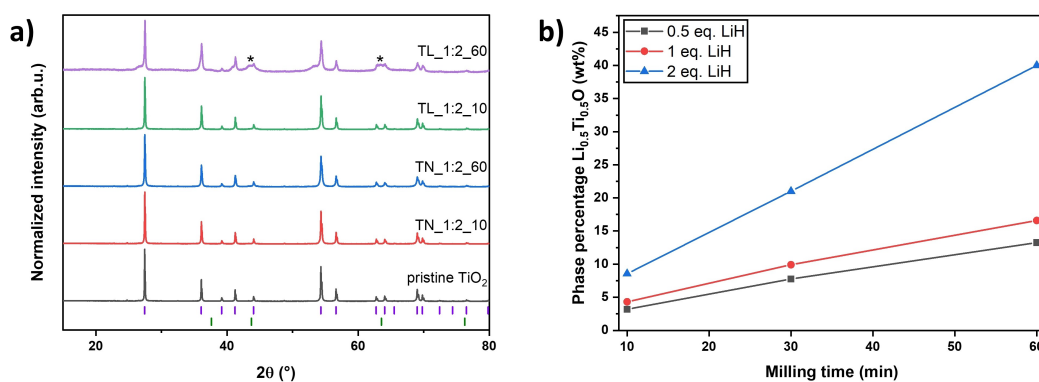 a)
Normalized intensity (arb.u.)
TL_1:2_60
*
*
TL_1:2_10
TN_1:2_60
TN_1:2_10
pristine TiO₂
20
40
60
80
2θ (°)
b)
Phase percentage Li₀.₅Ti₀.₅O (wt%)
45
40
35
30
25
20
15
10
5
0
0.5 eq. LiH
1 eq. LiH
2 eq. LiH
10
20
30
40
50
60
Milling time (min)